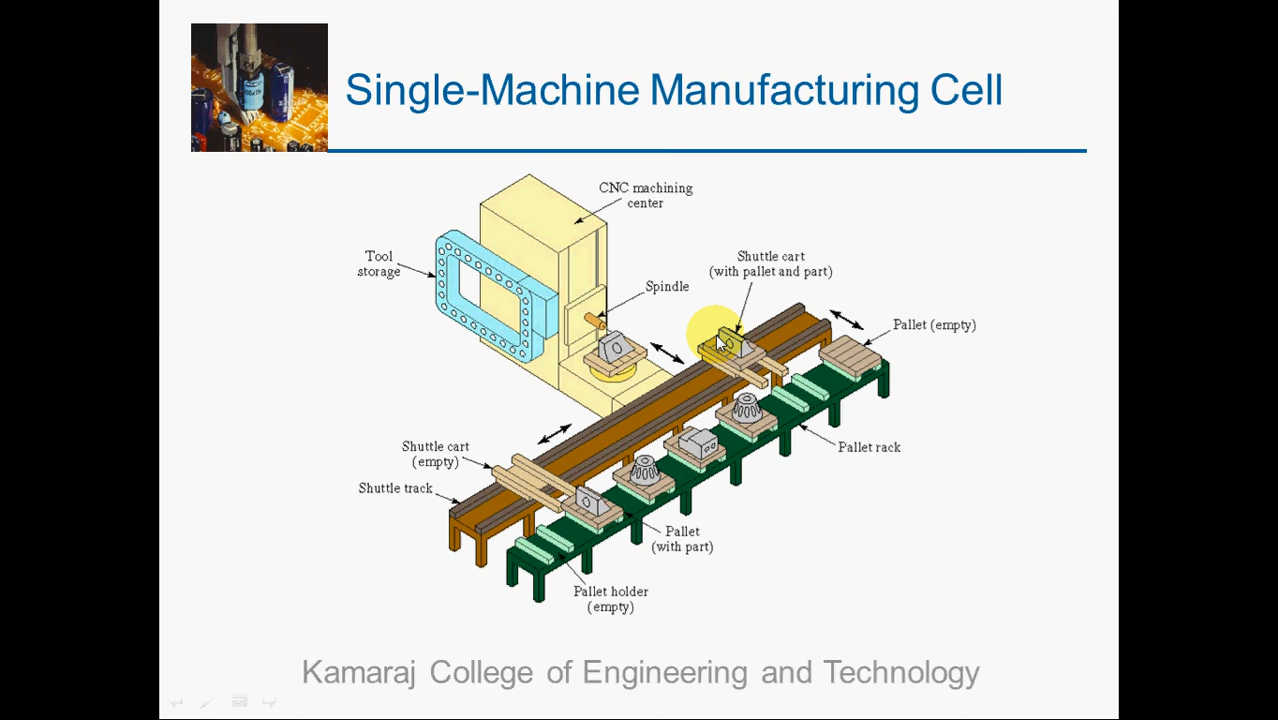 Single-Machine Manufacturing Cell
CNC machining
center
Tool
storage
Shuttle cart
(with pallet and part)
Spindle
Pallet (empty)
Shuttle cart
(empty)
Pallet rack
Shuttle track
Pallet
(with part)
Pallet holder
(empty)
Kamaraj College of Engineering and Technology